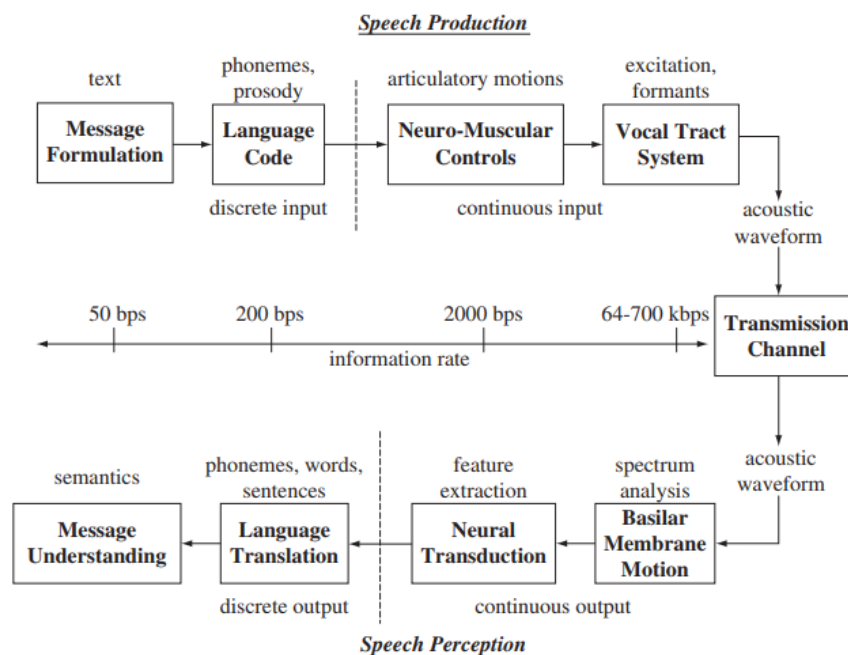 Speech Production
text
phonemes,
prosody
articulatory motions
excitation,
formants
Message
Formulation
Language
Code
Neuro-Muscular
Controls
Vocal Tract
System
discrete input
continuous input
acoustic
waveform
50 bps
200 bps
2000 bps
64-700 kbps
information rate
Transmission
Channel
semantics
phonemes, words,
sentences
feature
extraction
spectrum
analysis
acoustic
waveform
Message
Understanding
Language
Translation
Neural
Transduction
Basilar
Membrane
Motion
discrete output
continuous output
Speech Perception